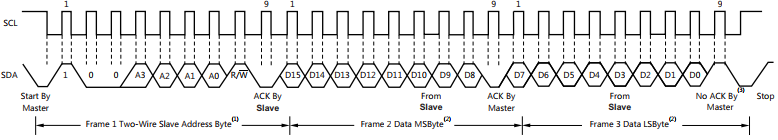 1 9 1 9 1 9
SCL
SDA 1 0 0 A3 A2 A1 A0 R/W D15 D14 D13 D12 D11 D10 D9 D8 D7 D6 D5 D4 D3 D2 D1 D0
Start By ACK By From ACK By From No ACK By(3) Stop
Master Slave Slave Master Slave Master
Frame 1 Two-Wire Slave Address Byte(1) Frame 2 Data MSByte(2) Frame 3 Data LSByte(2)